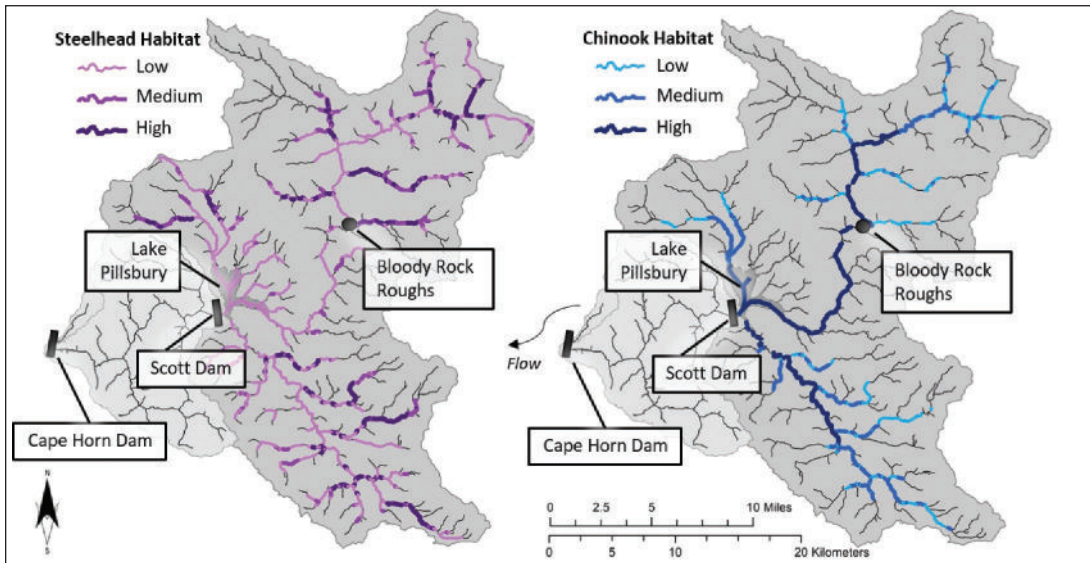 Steelhead Habitat
Low
Medium
High
Lake
Pillsbury
Bloody Rock
Roughs
Scott Dam
Cape Horn Dam
N
S
Chinook Habitat
Low
Medium
High
Lake
Pillsbury
Bloody Rock
Roughs
Flow
Scott Dam
Cape Horn Dam
0 2.5 5 10 Miles
0 5 10 20 Kilometers